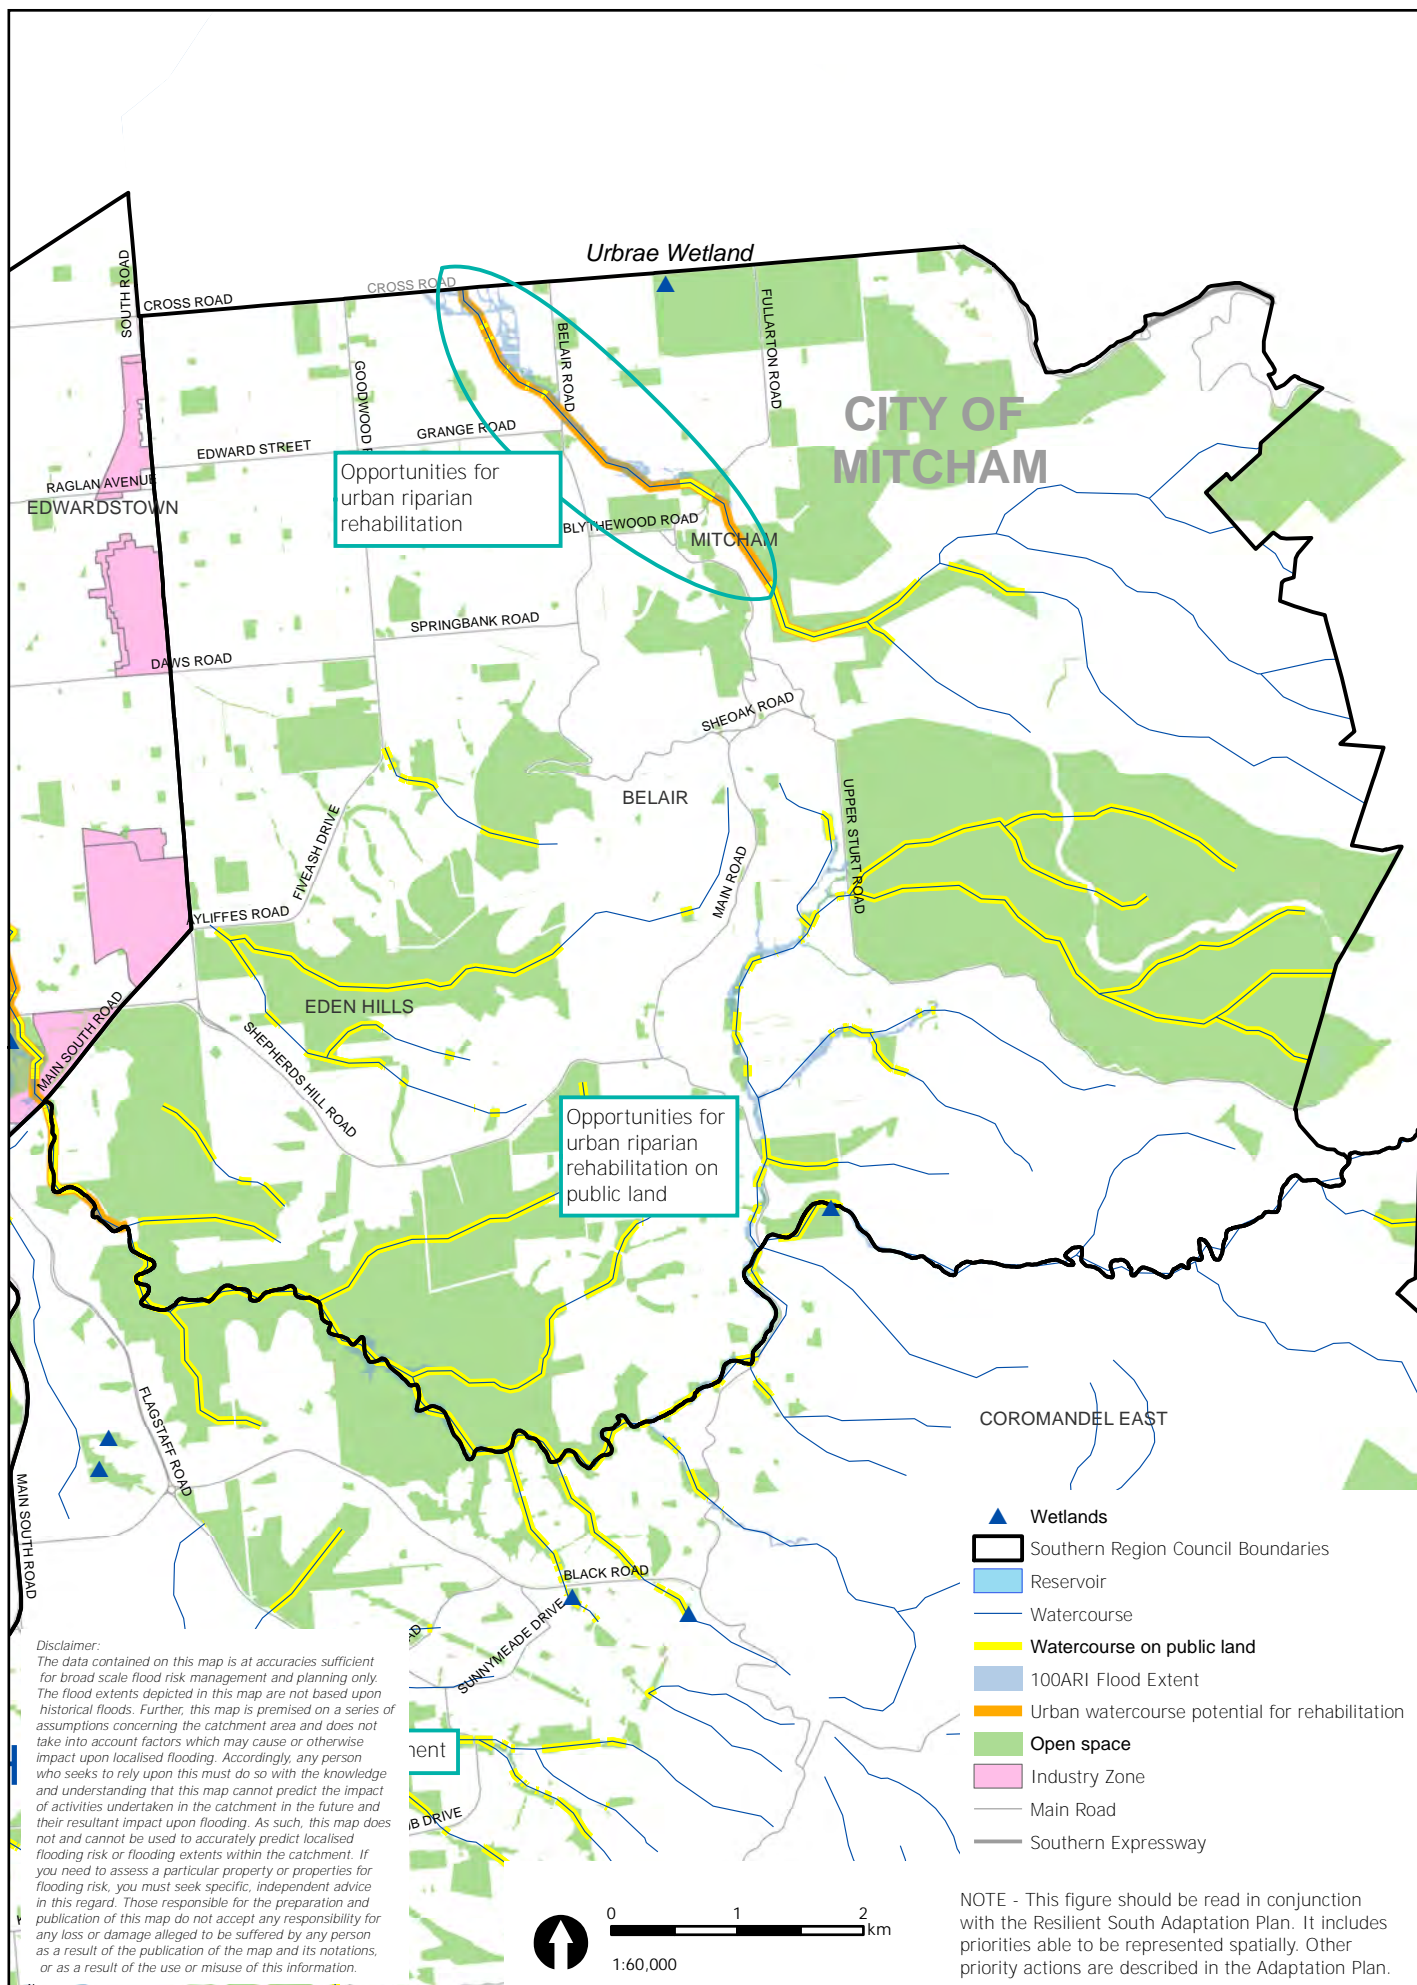 Urbrae Wetland
SOUTH ROAD
CROSS ROAD
CROSS ROAD
BELAIR ROAD
FULLARTON ROAD
GOODWOOD R
CITY OF
MITCHAM
GRANGE ROAD
EDWARD STREET
RAGLAN AVENUE
EDWARDSTOWN
Opportunities for
urban riparian
rehabilitation
BLYTHEWOOD ROAD
MITCHAM
SPRINGBANK ROAD
DAWS ROAD
SHEOAK ROAD
BELAIR
UPPER STURT ROAD
FIVEASH DRIVE
MAIN ROAD
AYLIFFES ROAD
EDEN HILLS
MAIN SOUTH ROAD
SHEPHERDS HILL ROAD
Opportunities for
urban riparian
rehabilitation on
public land
FLAGSTAFF ROAD
COROMANDEL EAST
MAIN SOUTH ROAD
BLACK ROAD
SUNNYMEADE DRIVE
AD
nent
UB DRIVE
Wetlands
Southern Region Council Boundaries
Reservoir
Watercourse
Watercourse on public land
100ARI Flood Extent
Urban watercourse potential for rehabilitation
Open space
Industry Zone
Main Road
Southern Expressway
Disclaimer:
The data contained on this map is at accuracies sufficient
for broad scale flood risk management and planning only.
The flood extents depicted in this map are not based upon
historical floods. Further, this map is premised on a series of
assumptions concerning the catchment area and does not
take into account factors which may cause or otherwise
impact upon localised flooding. Accordingly, any person
who seeks to rely upon this must do so with the knowledge
and understanding that this map cannot predict the impact
of activities undertaken in the catchment in the future and
their resultant impact upon flooding. As such, this map does
not and cannot be used to accurately predict localised
flooding risk or flooding extents within the catchment. If
you need to assess a particular property or properties for
flooding risk, you must seek specific, independent advice
in this regard. Those responsible for the preparation and
publication of this map do not accept any responsibility for
any loss or damage alleged to be suffered by any person
as a result of the publication of the map and its notations,
or as a result of the use or misuse of this information.
0 1 2
km
1:60,000
NOTE - This figure should be read in conjunction
with the Resilient South Adaptation Plan. It includes
priorities able to be represented spatially. Other
priority actions are described in the Adaptation Plan.